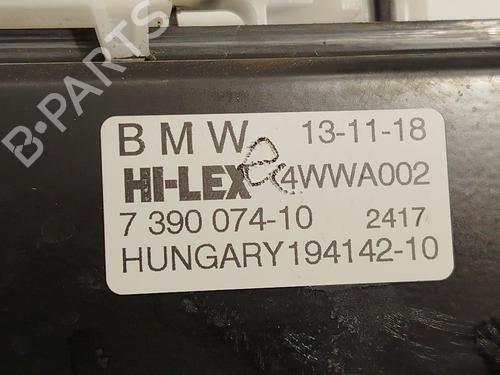 B-PARTS
BMW 13-11-18
HI-LEX 4WWA002
7 390 074-10 2417
HUNGARY194142-10